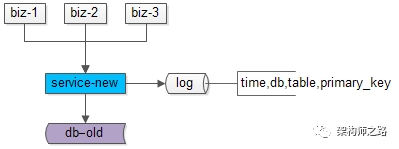 biz-1
biz-2
biz-3
service-new
log
time,db,table,primary_key
db–old
架构师之路